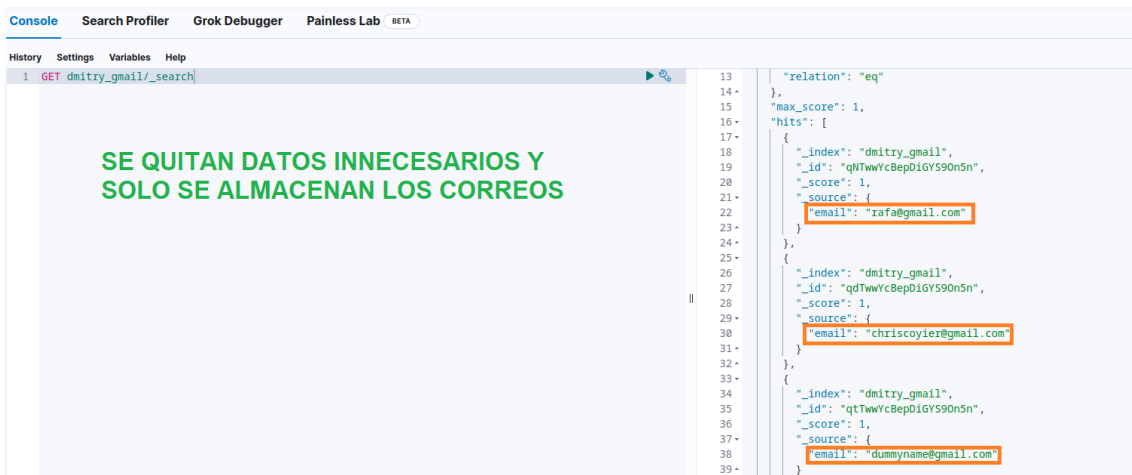 Console Search Profiler Grok Debugger Painless Lab BETA
History Settings Variables Help
1 GET dmitry_gmail/_search
SE QUITAN DATOS INNECESARIOS Y
SOLO SE ALMACENAN LOS CORREOS
13 "relation": "eq"
14 },
15 "max_score": 1,
16 "hits": [
17 {
18 "_index": "dmitry_gmail",
19 "_id": "qNTwwYcBepDiGYS9On5n",
20 "_score": 1,
21 "_source": {
22 "email": "rafa@gmail.com"
23 }
24 },
25 {
26 "_index": "dmitry_gmail",
27 "_id": "qdTwwYcBepDiGYS9On5n",
28 "_score": 1,
29 "_source": {
30 "email": "chriscoyier@gmail.com"
31 }
32 },
33 {
34 "_index": "dmitry_gmail",
35 "_id": "qtTwwYcBepDiGYS9On5n",
36 "_score": 1,
37 "_source": {
38 "email": "dummyname@gmail.com"
39 }